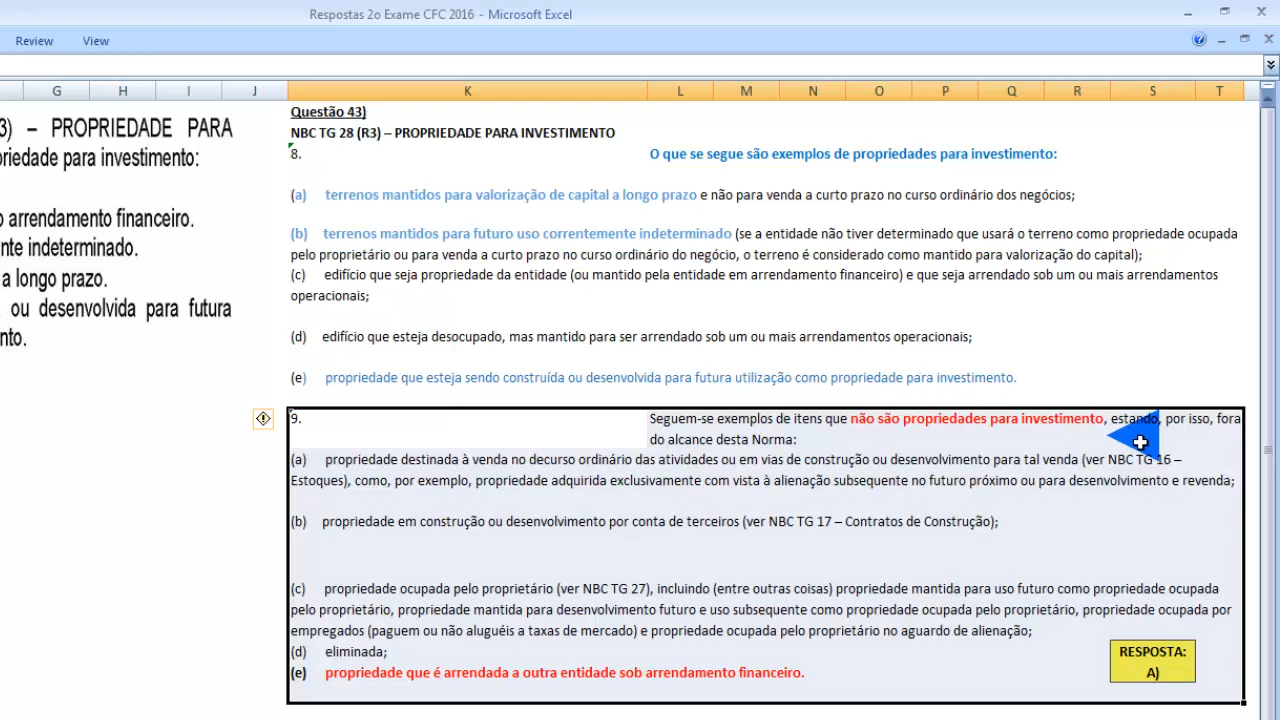 Respostas 2o Exame CFC 2016 - Microsoft Excel
Review View
G H I J K L M N O P Q R S T
3) – PROPRIEDADE PARA
riedade para investimento:
o arrendamento financeiro.
nte indeterminado.
a longo prazo.
ou desenvolvida para futura
nto.
Questão 43)
NBC TG 28 (R3) – PROPRIEDADE PARA INVESTIMENTO
8. O que se segue são exemplos de propriedades para investimento:
(a) terrenos mantidos para valorização de capital a longo prazo e não para venda a curto prazo no curso ordinário dos negócios;
(b) terrenos mantidos para futuro uso correntemente indeterminado (se a entidade não tiver determinado que usará o terreno como propriedade ocupada
pelo proprietário ou para venda a curto prazo no curso ordinário do negócio, o terreno é considerado como mantido para valorização do capital);
(c) edifício que seja propriedade da entidade (ou mantido pela entidade em arrendamento financeiro) e que seja arrendado sob um ou mais arrendamentos
operacionais;
(d) edifício que esteja desocupado, mas mantido para ser arrendado sob um ou mais arrendamentos operacionais;
(e) propriedade que esteja sendo construída ou desenvolvida para futura utilização como propriedade para investimento.
9. Seguem-se exemplos de itens que não são propriedades para investimento, estando, por isso, fora
do alcance desta Norma:
(a) propriedade destinada à venda no decurso ordinário das atividades ou em vias de construção ou desenvolvimento para tal venda (ver NBC TG 16 –
Estoques), como, por exemplo, propriedade adquirida exclusivamente com vista à alienação subsequente no futuro próximo ou para desenvolvimento e revenda;
(b) propriedade em construção ou desenvolvimento por conta de terceiros (ver NBC TG 17 – Contratos de Construção);
(c) propriedade ocupada pelo proprietário (ver NBC TG 27), incluindo (entre outras coisas) propriedade mantida para uso futuro como propriedade ocupada
pelo proprietário, propriedade mantida para desenvolvimento futuro e uso subsequente como propriedade ocupada pelo proprietário, propriedade ocupada por
empregados (paguem ou não aluguéis a taxas de mercado) e propriedade ocupada pelo proprietário no aguardo de alienação;
(d) eliminada;
(e) propriedade que é arrendada a outra entidade sob arrendamento financeiro.
RESPOSTA:
A)